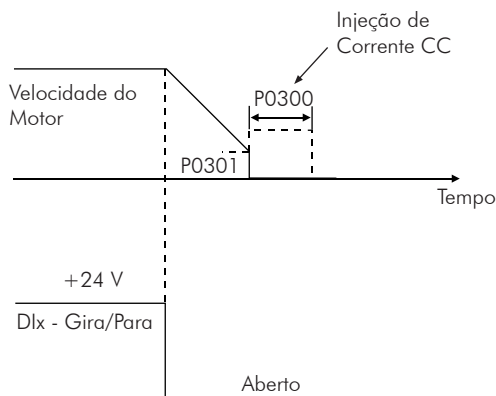 Injeção de
Corrente CC
Velocidade do
Motor
P0300
P0301
Tempo
+24 V
DIx - Gira/Para
Aberto